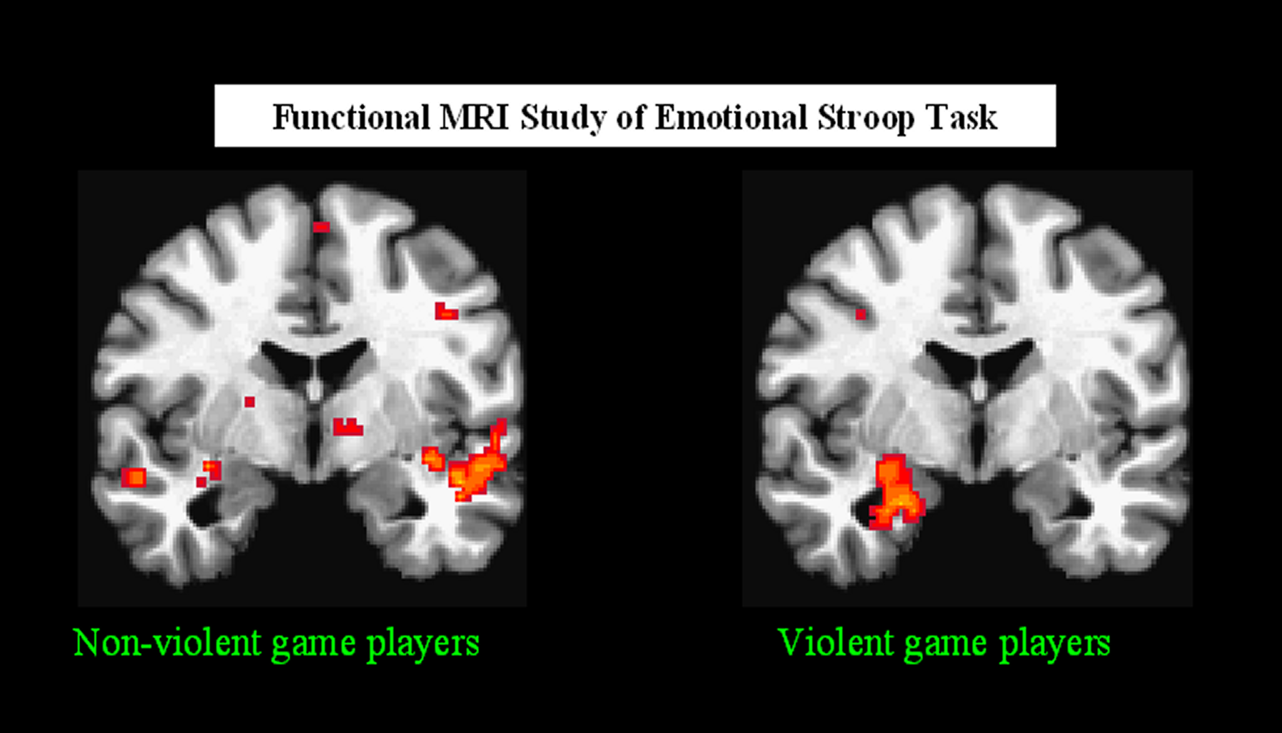 Functional MRI Study of Emotional Stroop Task
Non-violent game players
Violent game players